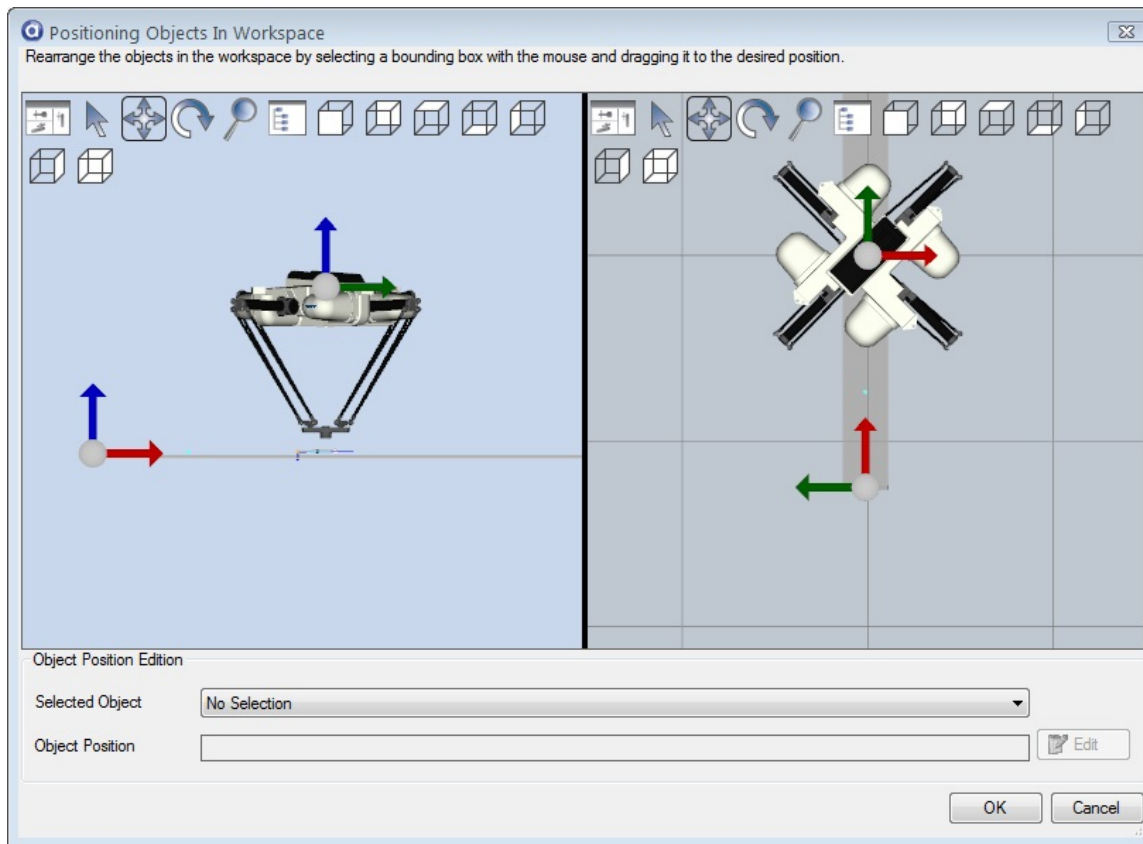 Positioning Objects In Workspace
Rearrange the objects in the workspace by selecting a bounding box with the mouse and dragging it to the desired position.
Object Position Edition
Selected Object
No Selection
Object Position
Edit
OK
Cancel